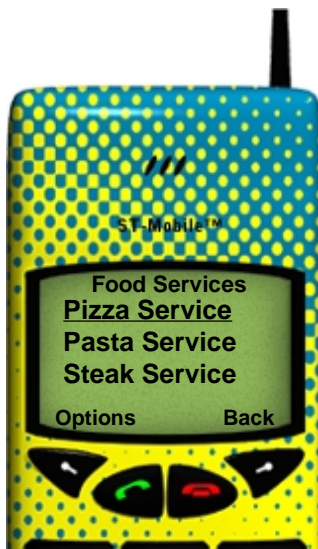 ST-Mobile™
Food Services
Pizza Service
Pasta Service
Steak Service
Options Back